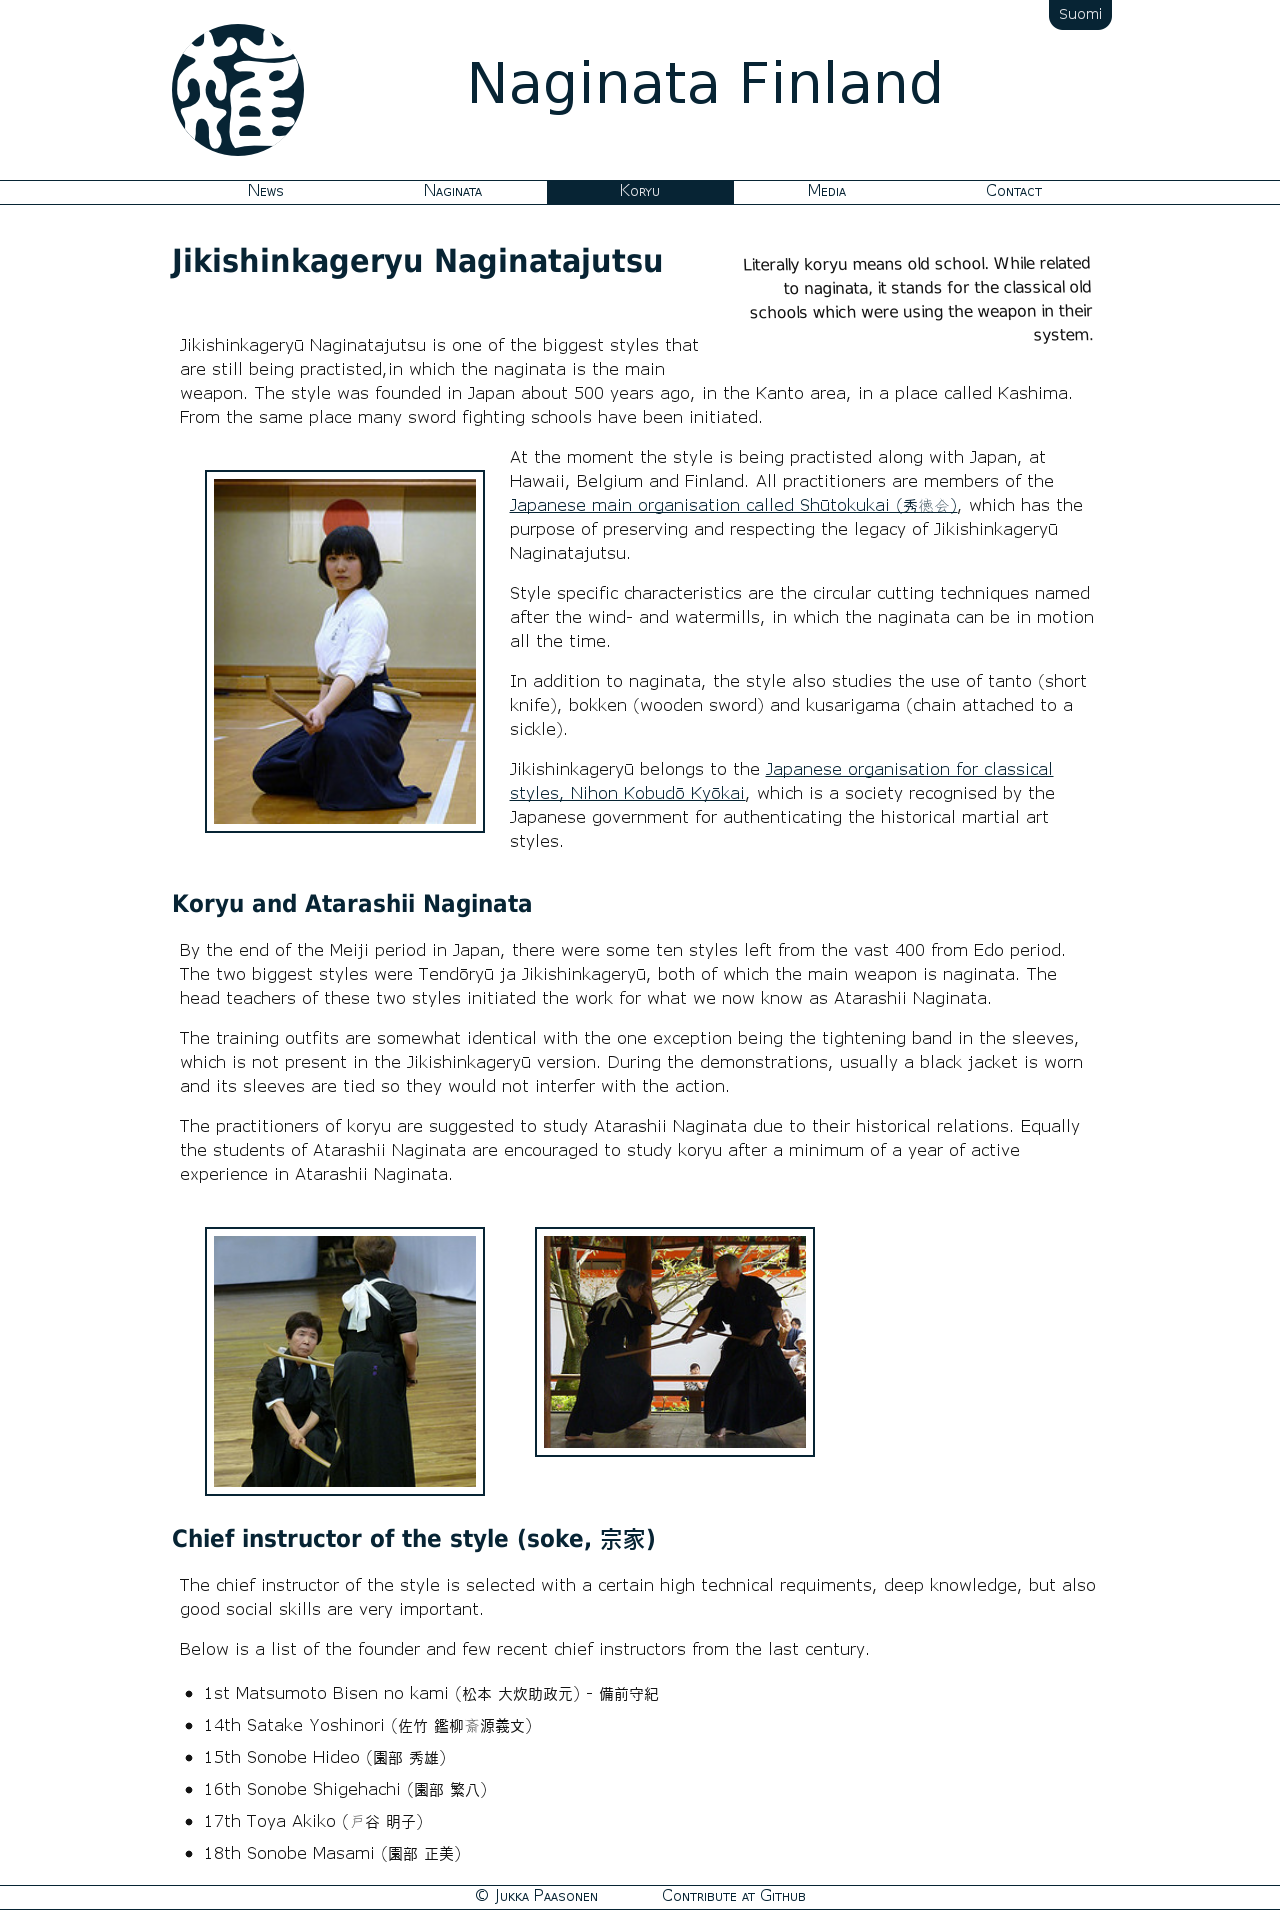 Suomi
Naginata Finland
News Naginata Koryu Media Contact
Jikishinkageryu Naginatajutsu
Literally koryu means old school. While related
to naginata, it stands for the classical old
schools which were using the weapon in their
system.
Jikishinkageryū Naginatajutsu is one of the biggest styles that
are still being practisted,in which the naginata is the main
weapon. The style was founded in Japan about 500 years ago, in the Kanto area, in a place called Kashima.
From the same place many sword fighting schools have been initiated.
At the moment the style is being practisted along with Japan, at
Hawaii, Belgium and Finland. All practitioners are members of the
Japanese main organisation called Shūtokukai (秀徳会), which has the
purpose of preserving and respecting the legacy of Jikishinkageryū
Naginatajutsu.
Style specific characteristics are the circular cutting techniques named
after the wind- and watermills, in which the naginata can be in motion
all the time.
In addition to naginata, the style also studies the use of tanto (short
knife), bokken (wooden sword) and kusarigama (chain attached to a
sickle).
Jikishinkageryū belongs to the Japanese organisation for classical
styles, Nihon Kobudō Kyōkai, which is a society recognised by the
Japanese government for authenticating the historical martial art
styles.
Koryu and Atarashii Naginata
By the end of the Meiji period in Japan, there were some ten styles left from the vast 400 from Edo period.
The two biggest styles were Tendōryū ja Jikishinkageryū, both of which the main weapon is naginata. The
head teachers of these two styles initiated the work for what we now know as Atarashii Naginata.
The training outfits are somewhat identical with the one exception being the tightening band in the sleeves,
which is not present in the Jikishinkageryū version. During the demonstrations, usually a black jacket is worn
and its sleeves are tied so they would not interfer with the action.
The practitioners of koryu are suggested to study Atarashii Naginata due to their historical relations. Equally
the students of Atarashii Naginata are encouraged to study koryu after a minimum of a year of active
experience in Atarashii Naginata.
Chief instructor of the style (soke, 宗家)
The chief instructor of the style is selected with a certain high technical requiments, deep knowledge, but also
good social skills are very important.
Below is a list of the founder and few recent chief instructors from the last century.
1st Matsumoto Bisen no kami (松本 大炊助政元) - 備前守紀
14th Satake Yoshinori (佐竹 鑑柳斎源義文)
15th Sonobe Hideo (園部 秀雄)
16th Sonobe Shigehachi (園部 繁八)
17th Toya Akiko (戸谷 明子)
18th Sonobe Masami (園部 正美)
© Jukka Paasonen Contribute at Github